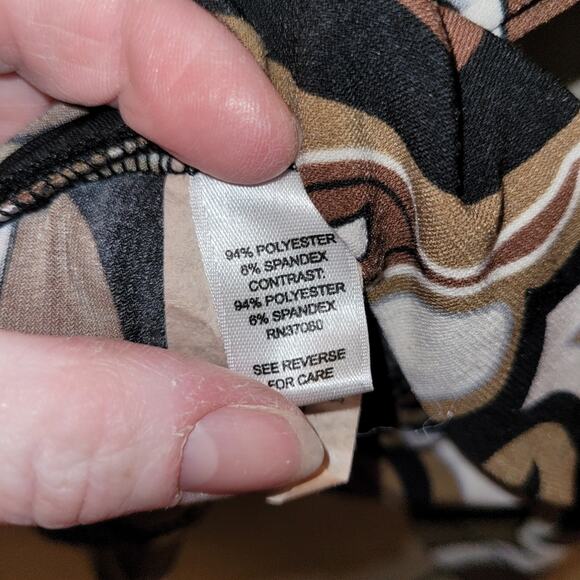 94% POLYESTER
6% SPANDEX
CONTRAST:
94% POLYESTER
6% SPANDEX
RN37080
SEE REVERSE
FOR CARE